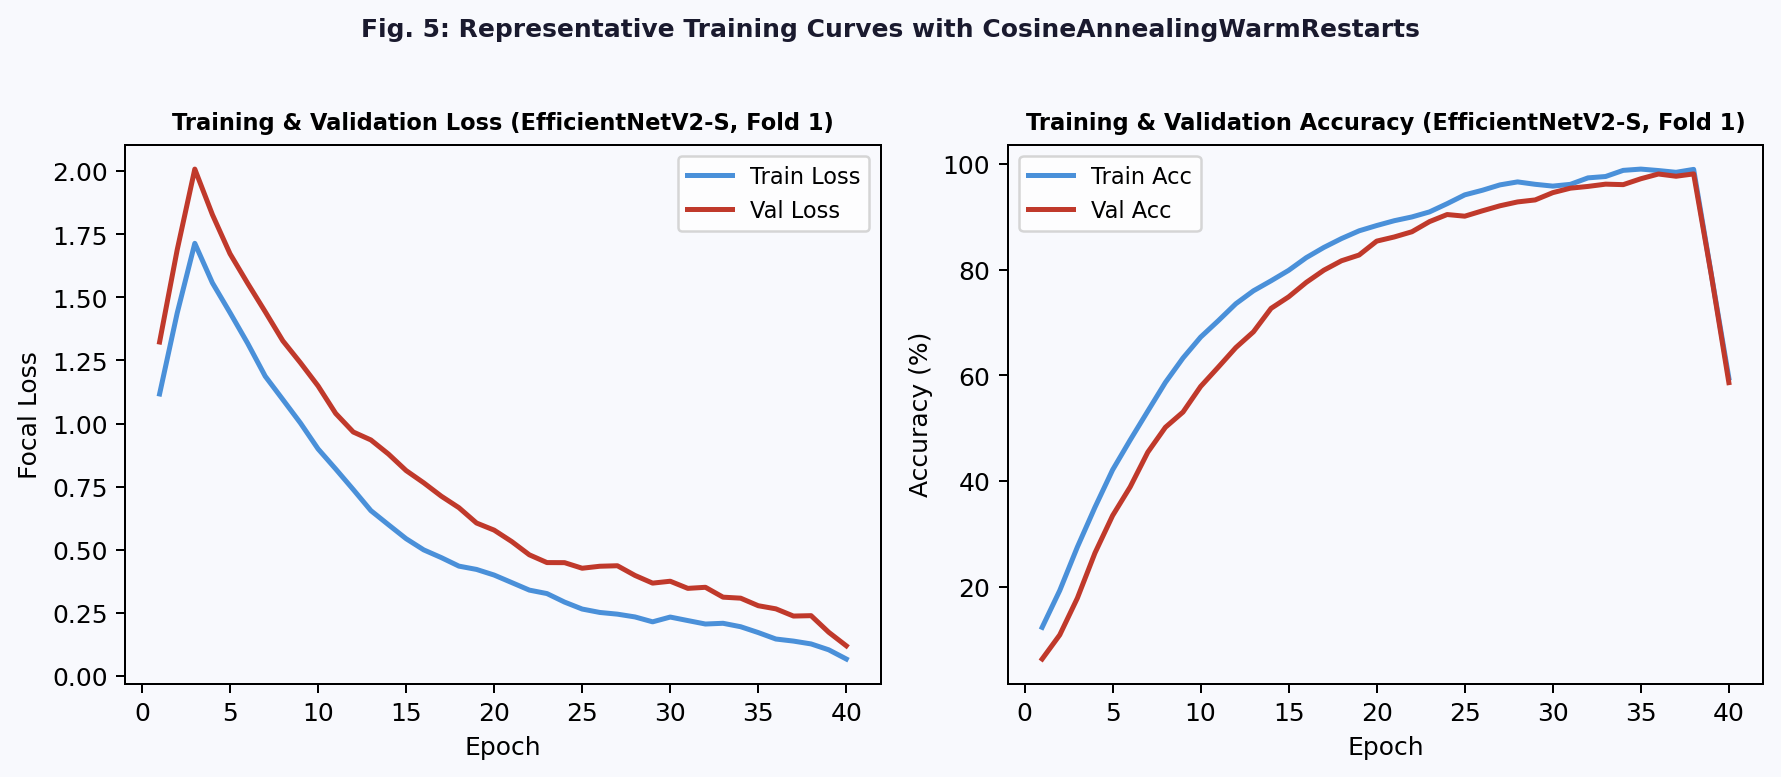 Fig. 5: Representative Training Curves with CosineAnnealingWarmRestarts
Training & Validation Loss (EfficientNetV2-S, Fold 1)
Train Loss
Val Loss
Focal Loss
2.00
1.75
1.50
1.25
1.00
0.75
0.50
0.25
0.00
0 5 10 15 20 25 30 35 40
Epoch
Training & Validation Accuracy (EfficientNetV2-S, Fold 1)
Train Acc
Val Acc
Accuracy (%)
100
80
60
40
20
0 5 10 15 20 25 30 35 40
Epoch